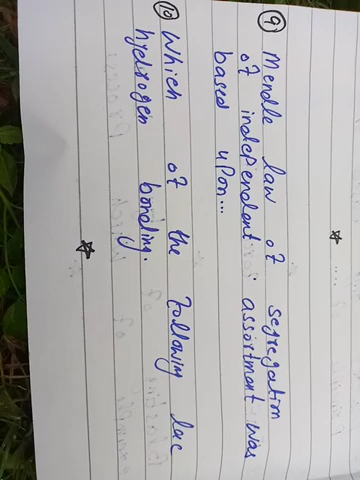 ⑨ Mendle law of segregation
of independent . assortment was
based upon...
⑩ Which of the following lac
hydrogen bonding.